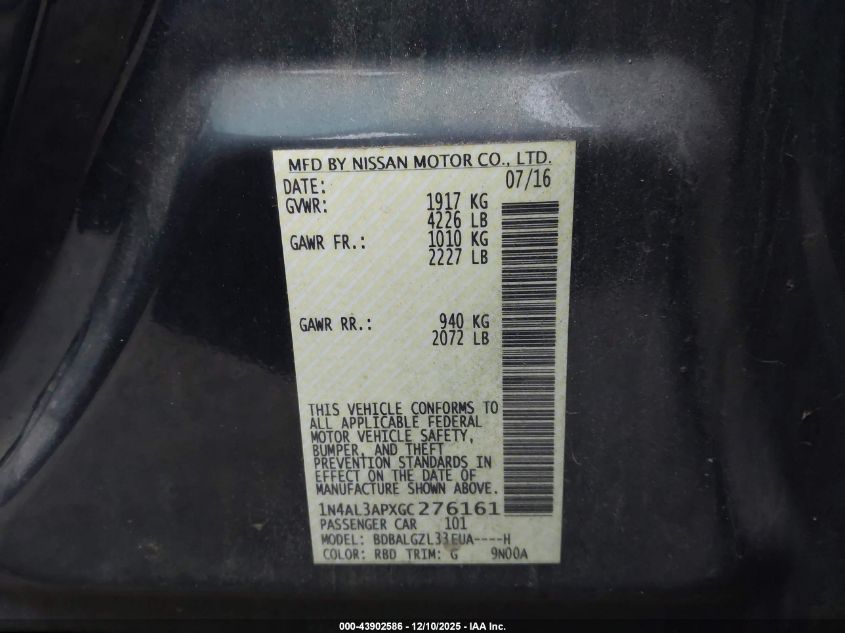 MFD BY NISSAN MOTOR CO., LTD.
DATE: 07/16
GVWR: 1917 KG
4226 LB
GAWR FR.: 1010 KG
2227 LB
GAWR RR.: 940 KG
2072 LB
THIS VEHICLE CONFORMS TO
ALL APPLICABLE FEDERAL
MOTOR VEHICLE SAFETY,
BUMPER, AND THEFT
PREVENTION STANDARDS IN
EFFECT ON THE DATE OF
MANUFACTURE SHOWN ABOVE.
1N4AL3APXGC276161
PASSENGER CAR 101
MODEL: BDBALGZL33EUA----H
COLOR: RBD TRIM: G 9N00A
000-43902586 - 12/10/2025 - IAA Inc.